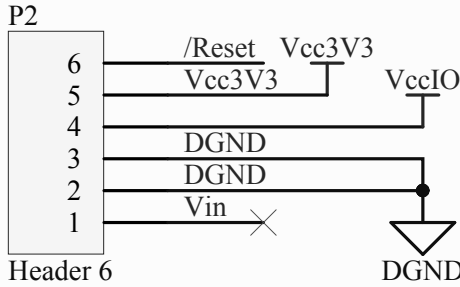 P2
6 /Reset Vcc3V3
5 Vcc3V3 VccIO
4
3 DGND
2 DGND
1 Vin
Header 6 DGND